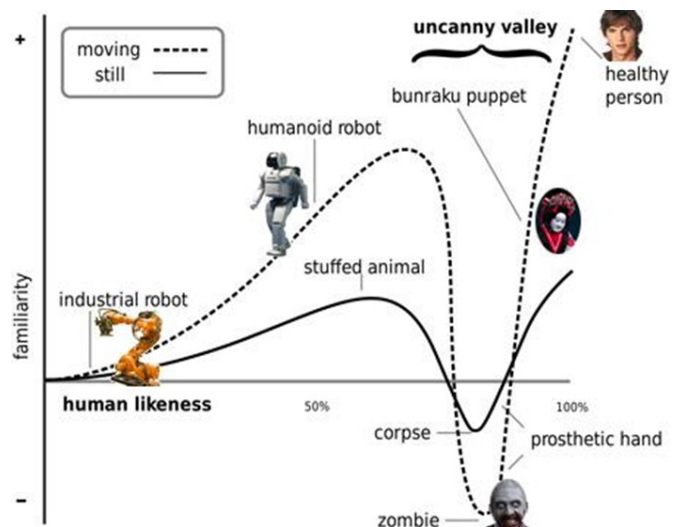 +
uncanny valley
moving
still
bunraku puppet
healthy
person
humanoid robot
stuffed animal
industrial robot
familiarity
human likeness
50%
100%
corpse
prosthetic hand
-
zombie